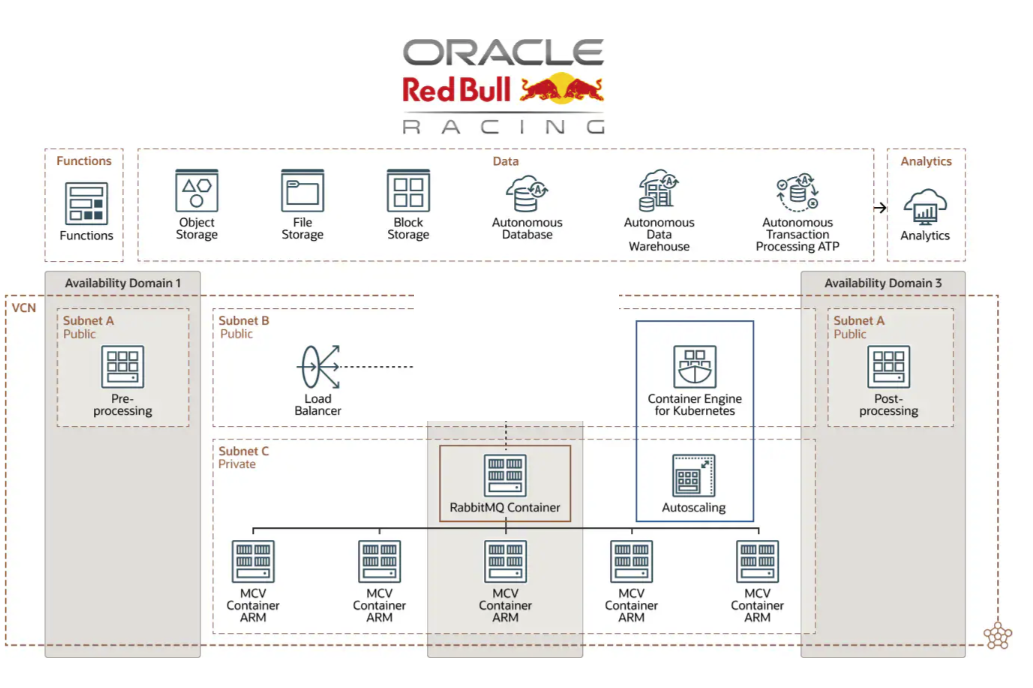 ORACLE
Red Bull
RACING
Functions
Functions
Data
Object
Storage
File
Storage
Block
Storage
Autonomous
Database
Autonomous
Data
Warehouse
Autonomous
Transaction
Processing ATP
Analytics
Analytics
Availability Domain 1
Availability Domain 3
VCN
Subnet A
Public
Pre-
processing
Subnet B
Public
Load
Balancer
Container Engine
for Kubernetes
Subnet A
Public
Post-
processing
Subnet C
Private
RabbitMQ Container
Autoscaling
MCV
Container
ARM
MCV
Container
ARM
MCV
Container
ARM
MCV
Container
ARM
MCV
Container
ARM